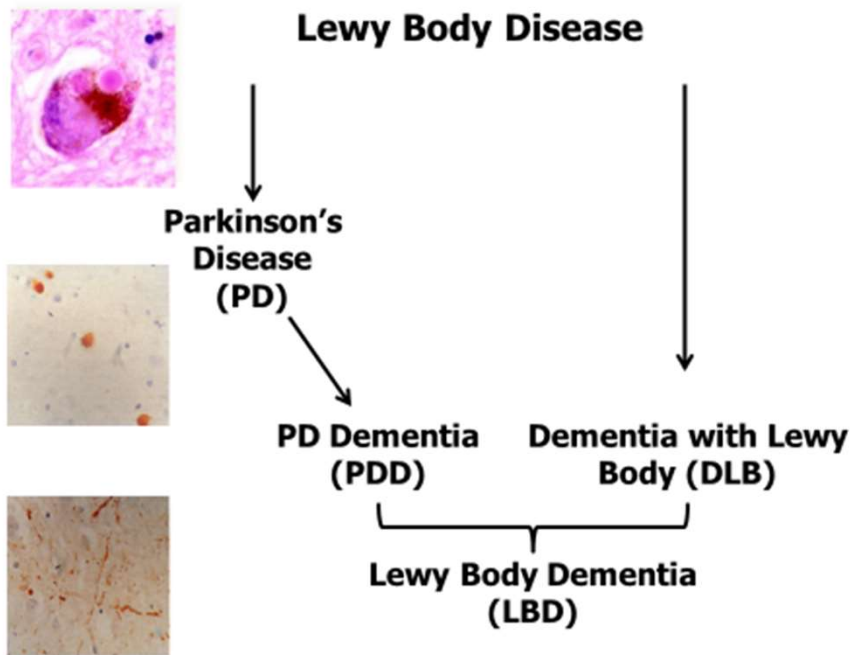 Lewy Body Disease
Parkinson's
Disease
(PD)
PD Dementia
(PDD)
Dementia with Lewy
Body (DLB)
Lewy Body Dementia
(LBD)